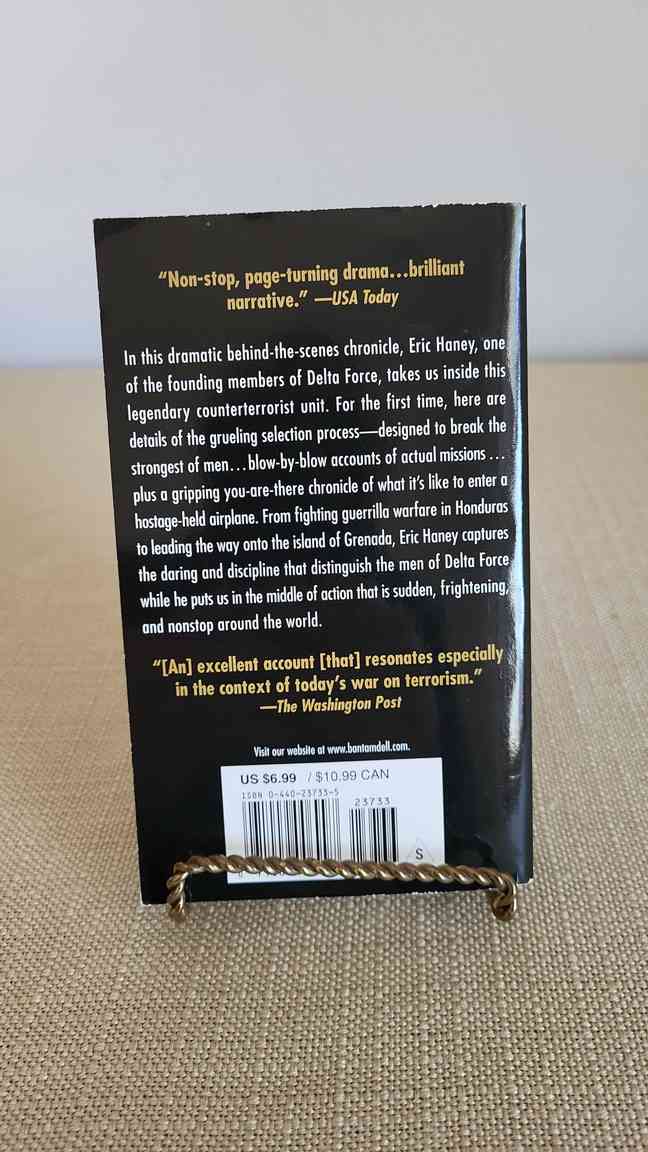 “Non-stop, page-turning drama...brilliant
narrative.” —USA Today
In this dramatic behind-the-scenes chronicle, Eric Haney, one
of the founding members of Delta Force, takes us inside this
legendary counterterrorist unit. For the first time, here are
details of the grueling selection process—designed to break the
strongest of men...blow-by-blow accounts of actual missions...
plus a gripping you-are-there chronicle of what it’s like to enter a
hostage-held airplane. From fighting guerrilla warfare in Honduras
to leading the way onto the island of Grenada, Eric Haney captures
the daring and discipline that distinguish the men of Delta Force
while he puts us in the middle of action that is sudden, frightening,
and nonstop around the world.
“[An] excellent account [that] resonates especially
in the context of today’s war on terrorism.”
—The Washington Post
Visit our website at www.bantamdell.com.
US $6.99 / $10.99 CAN
ISBN 0-440-23733-5
23733
S